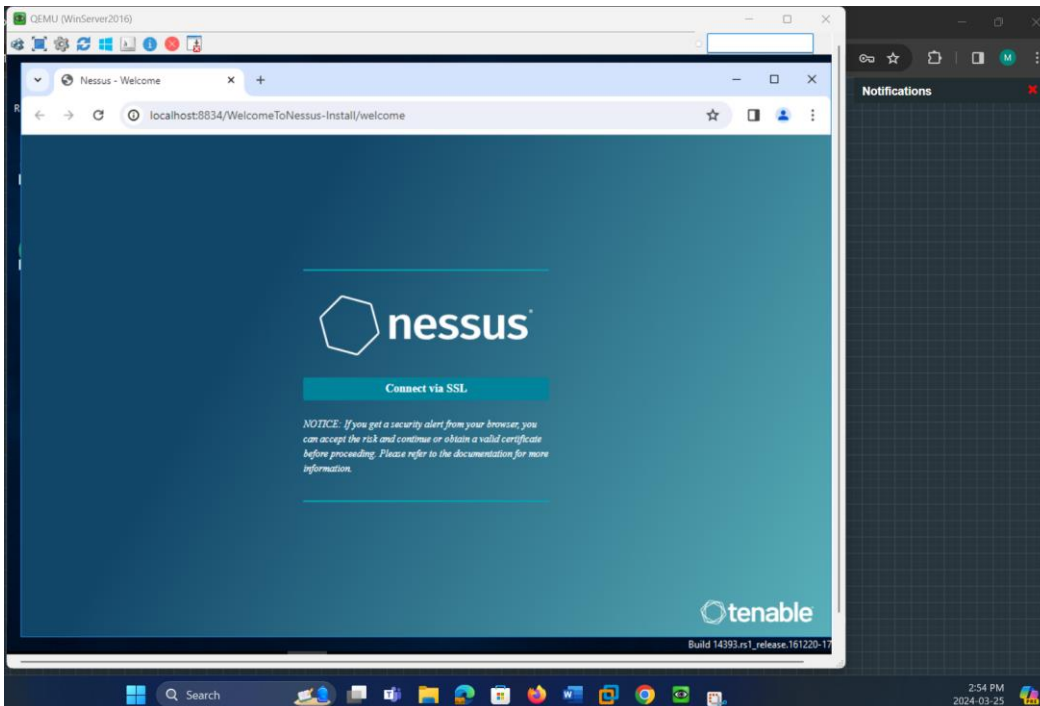 QEMU (WinServer2016)
Nessus - Welcome
localhost:8834/WelcomeToNessus-Install/welcome
M
Notifications
R
nessus
Connect via SSL
NOTICE: If you get a security alert from your browser, you
can accept the risk and continue or obtain a valid certificate
before proceeding. Please refer to the documentation for more
information.
tenable
Build 14393.rs1_release.161220-17
Search
2:54 PM
2024-03-25